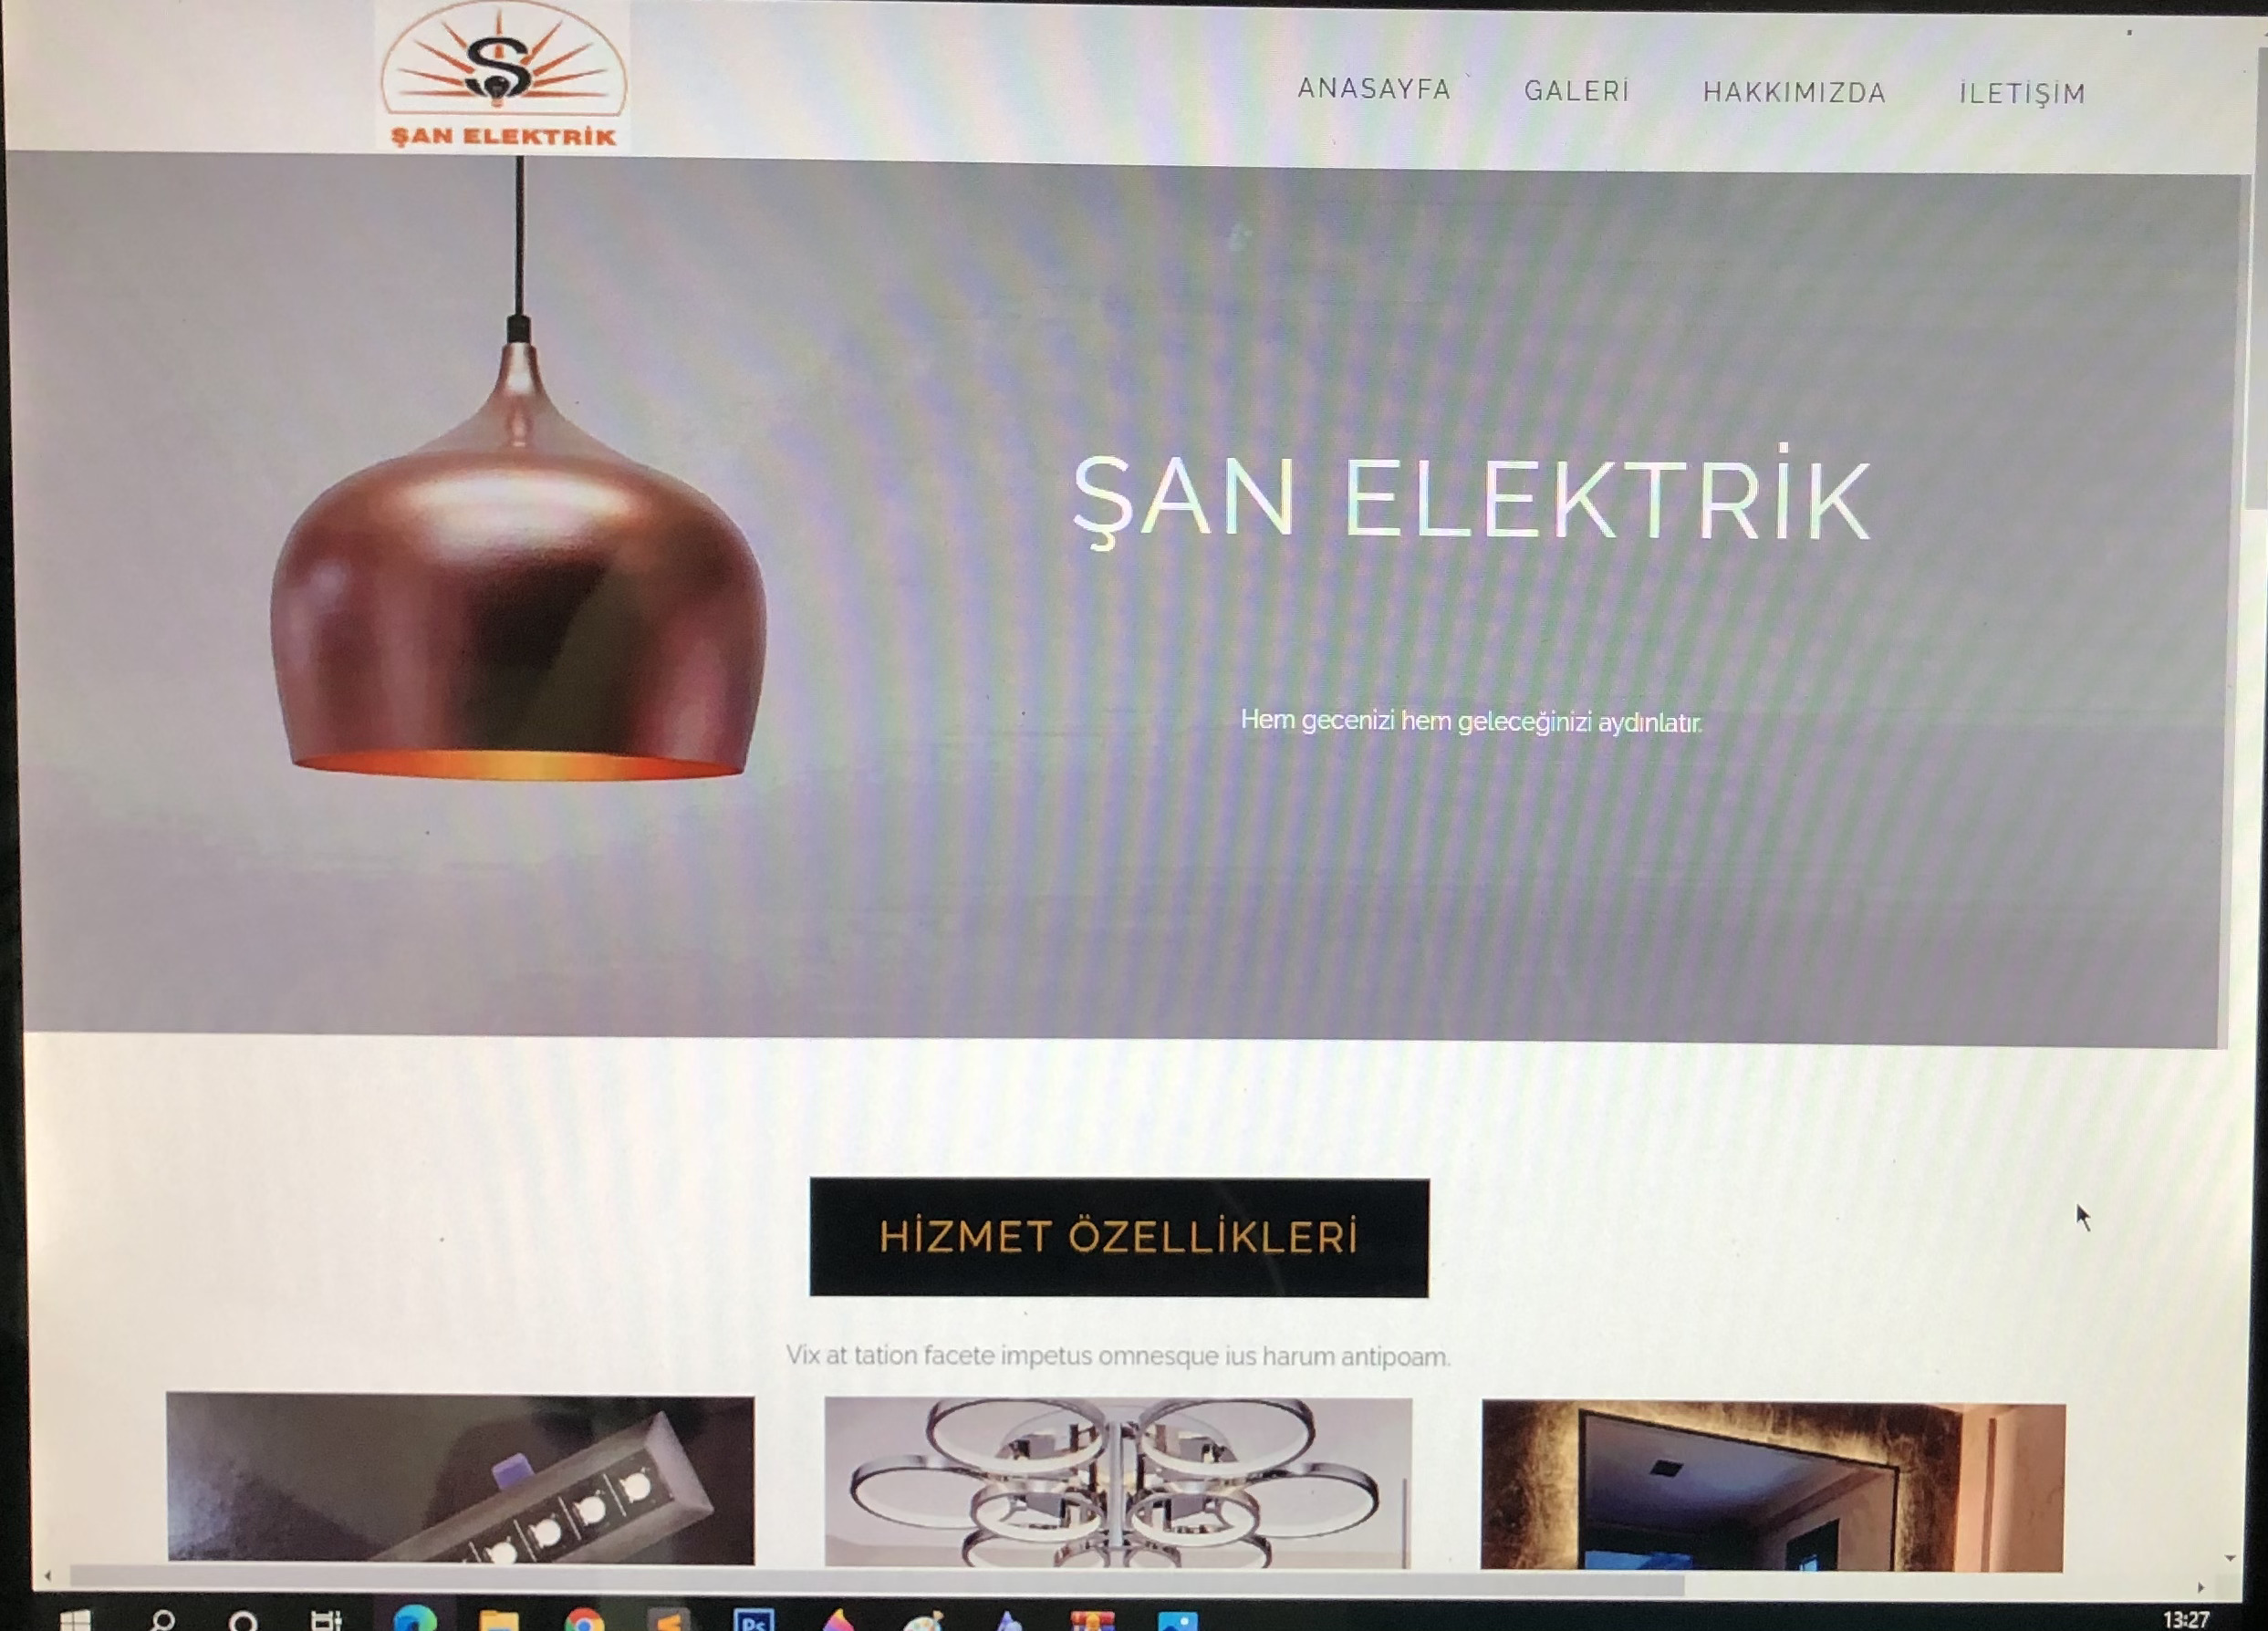 S
ŞAN ELEKTRİK
ANASAYFA GALERİ HAKKIMIZDA İLETİŞİM
ŞAN ELEKTRİK
Hem gecenizi hem geleceğinizi aydınlatır.
HİZMET ÖZELLİKLERİ
Vix at tation facete impetus omnesque ius harum antipoam.
Ps
13:27